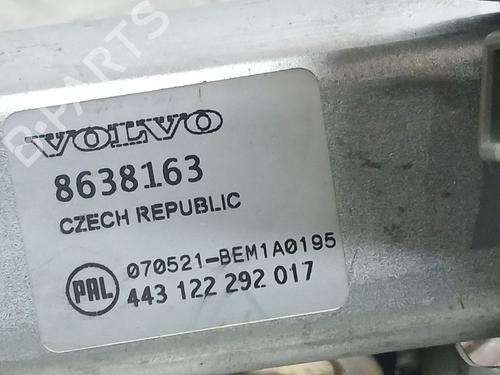 B-PARTS
VOLVO
8638163
CZECH REPUBLIC
PAL
070521-BEM1A0195
443 122 292 017